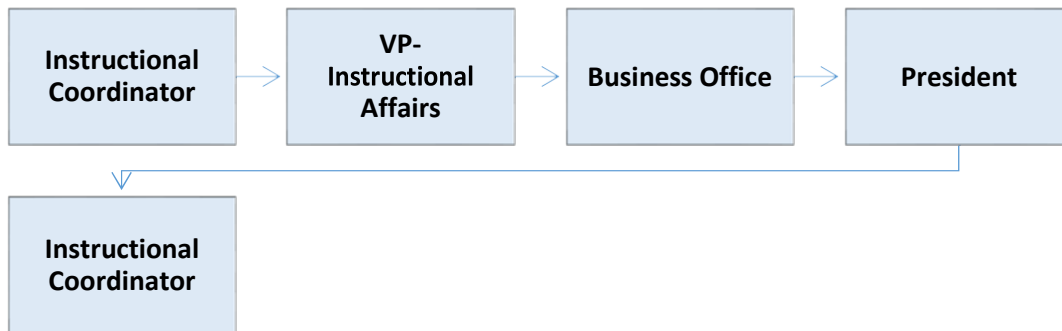 Instructional
Coordinator
VP-
Instructional
Affairs
Business Office
President
Instructional
Coordinator